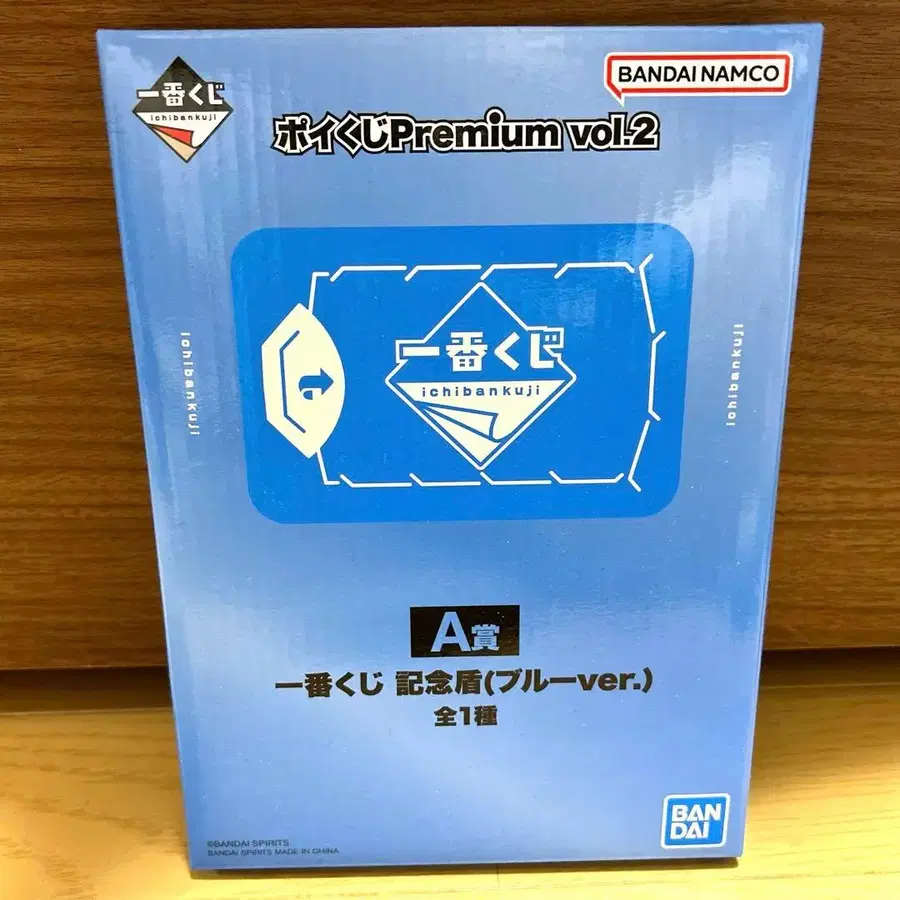 一番くじ
ichibankuji
BANDAI NAMCO
ポイくじPremium vol.2
一番くじ
ichibankuji
ichibankuji
ichibankuji
A賞
一番くじ 記念盾(ブルーver.)
全1種
©BANDAI SPIRITS
BANDAI SPIRITS MADE IN CHINA
BAN
DAI